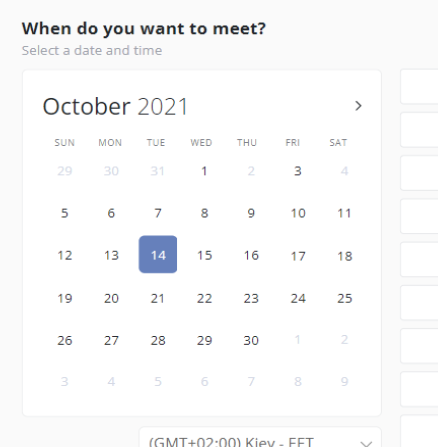 When do you want to meet?
Select a date and time
October 2021
SUN MON TUE WED THU FRI SAT
29 30 31 1 2 3 4
5 6 7 8 9 10 11
12 13 14 15 16 17 18
19 20 21 22 23 24 25
26 27 28 29 30 1 2
3 4 5 6 7 8 9
(GMT+02:00) Kiev - EET